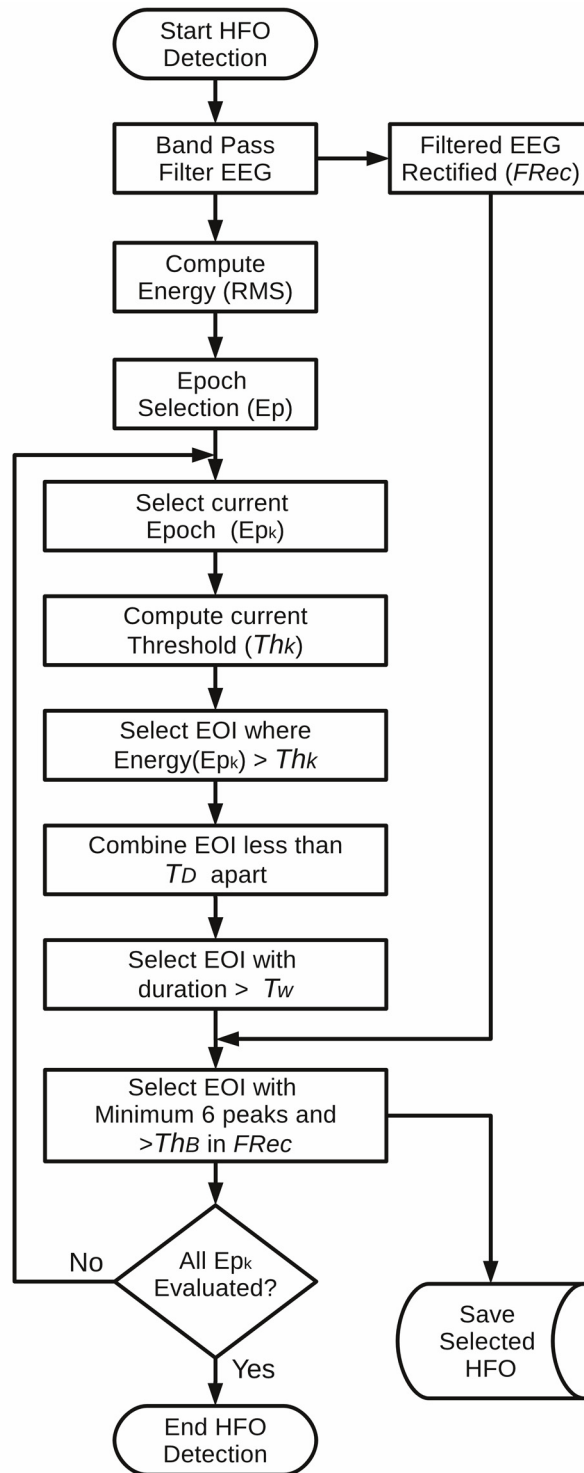 Start HFO
Detection
Band Pass
Filter EEG
Filtered EEG
Rectified (FRec)
Compute
Energy (RMS)
Epoch
Selection (Ep)
Select current
Epoch (Epk)
Compute current
Threshold (Thk)
Select EOI where
Energy(Epk) > Thk
Combine EOI less than
TD apart
Select EOI with
duration > Tw
Select EOI with
Minimum 6 peaks and
>ThB in FRec
No
All Epk
Evaluated?
Yes
Save
Selected
HFO
End HFO
Detection